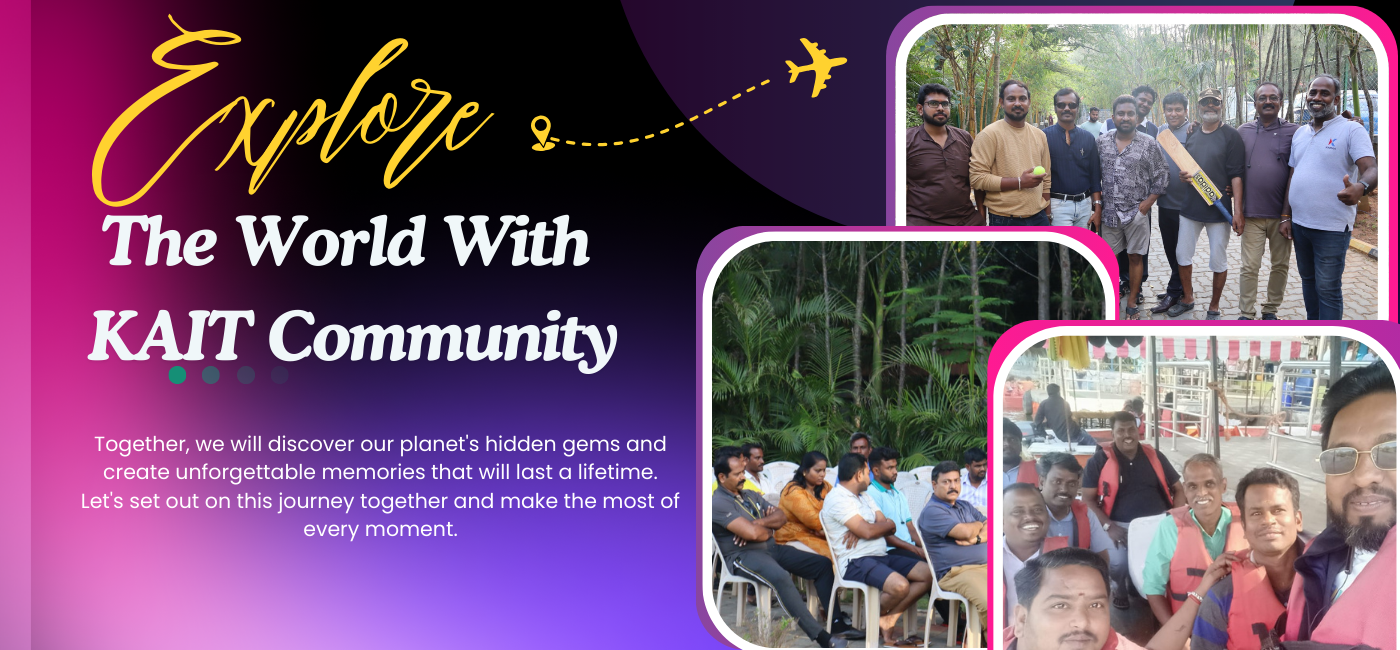 Explore
The World With
KAIT Community
Together, we will discover our planet's hidden gems and
create unforgettable memories that will last a lifetime.
Let's set out on this journey together and make the most of
every moment.